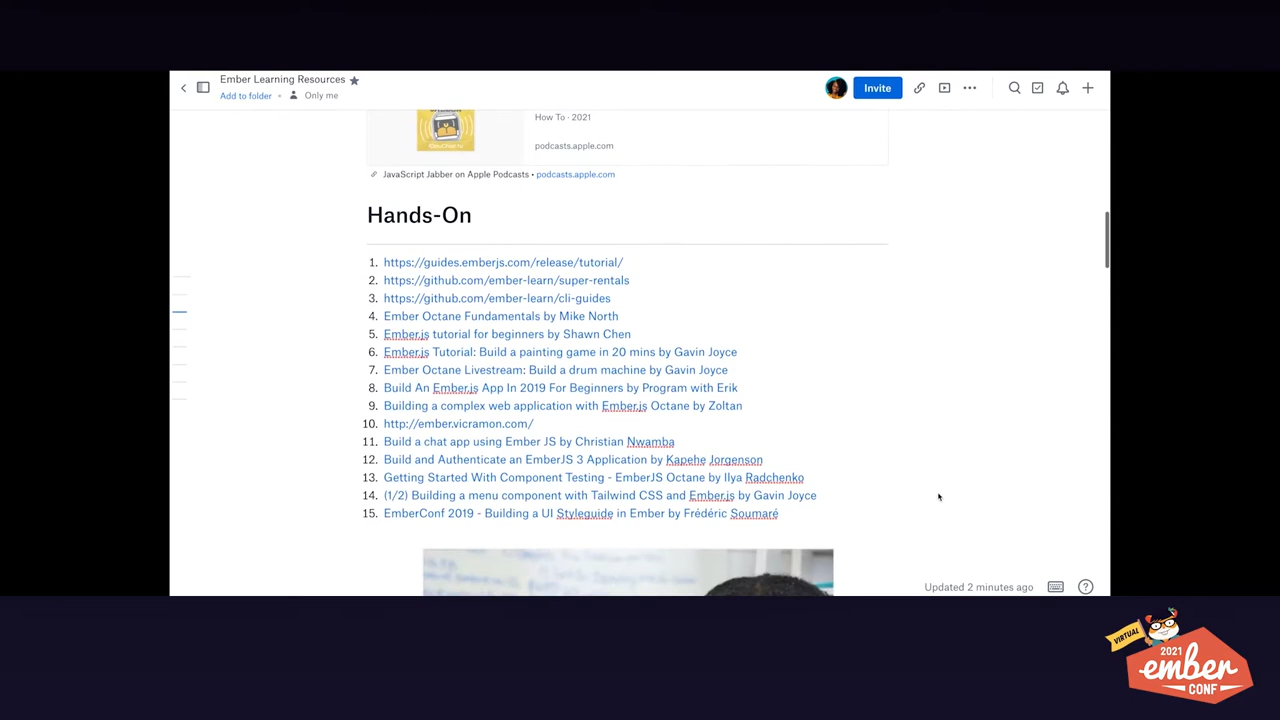 Ember Learning Resources
Add to folder
Only me
Invite
How To · 2021
podcasts.apple.com
JavaScript Jabber on Apple Podcasts • podcasts.apple.com
Hands-On
1. https://guides.emberjs.com/release/tutorial/
2. https://github.com/ember-learn/super-rentals
3. https://github.com/ember-learn/cli-guides
4. Ember Octane Fundamentals by Mike North
5. Ember.js tutorial for beginners by Shawn Chen
6. Ember.js Tutorial: Build a painting game in 20 mins by Gavin Joyce
7. Ember Octane Livestream: Build a drum machine by Gavin Joyce
8. Build An Ember.js App In 2019 For Beginners by Program with Erik
9. Building a complex web application with Ember.js Octane by Zoltan
10. http://ember.vicramon.com/
11. Build a chat app using Ember JS by Christian Nwamba
12. Build and Authenticate an EmberJS 3 Application by Kapehe Jorgenson
13. Getting Started With Component Testing - EmberJS Octane by Ilya Radchenko
14. (1/2) Building a menu component with Tailwind CSS and Ember.js by Gavin Joyce
15. EmberConf 2019 - Building a UI Styleguide in Ember by Frédéric Soumaré
Updated 2 minutes ago
VIRTUAL
2021
ember
CONF